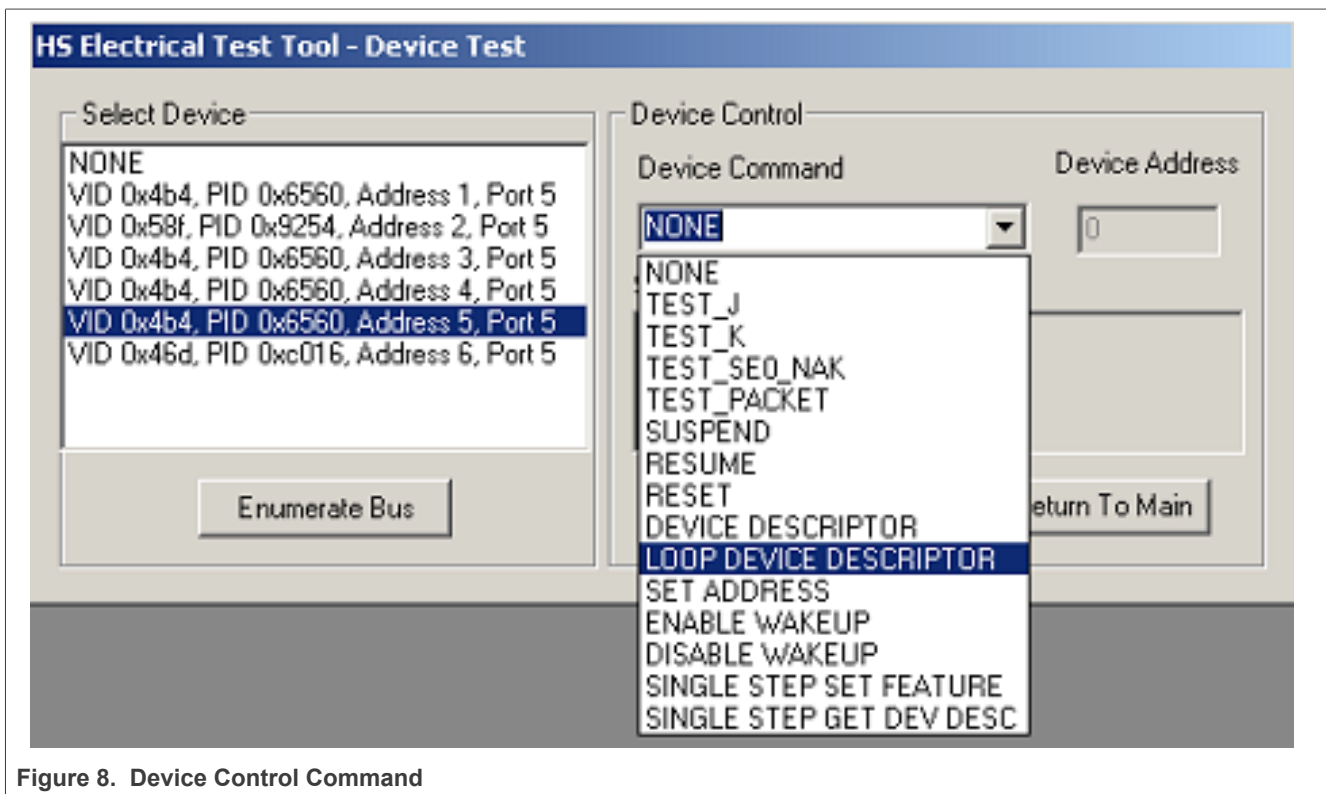 HS Electrical Test Tool - Device Test
Select Device
NONE
VID 0x4b4, PID 0x6560, Address 1, Port 5
VID 0x58f, PID 0x9254, Address 2, Port 5
VID 0x4b4, PID 0x6560, Address 3, Port 5
VID 0x4b4, PID 0x6560, Address 4, Port 5
VID 0x4b4, PID 0x6560, Address 5, Port 5
VID 0x46d, PID 0xc016, Address 6, Port 5
Enumerate Bus
Device Control
Device Command
Device Address
NONE
0
NONE
TEST_J
TEST_K
TEST_SE0_NAK
TEST_PACKET
SUSPEND
RESUME
RESET
DEVICE DESCRIPTOR
LOOP DEVICE DESCRIPTOR
SET ADDRESS
ENABLE WAKEUP
DISABLE WAKEUP
SINGLE STEP SET FEATURE
SINGLE STEP GET DEV DESC
eturn To Main
Figure 8. Device Control Command